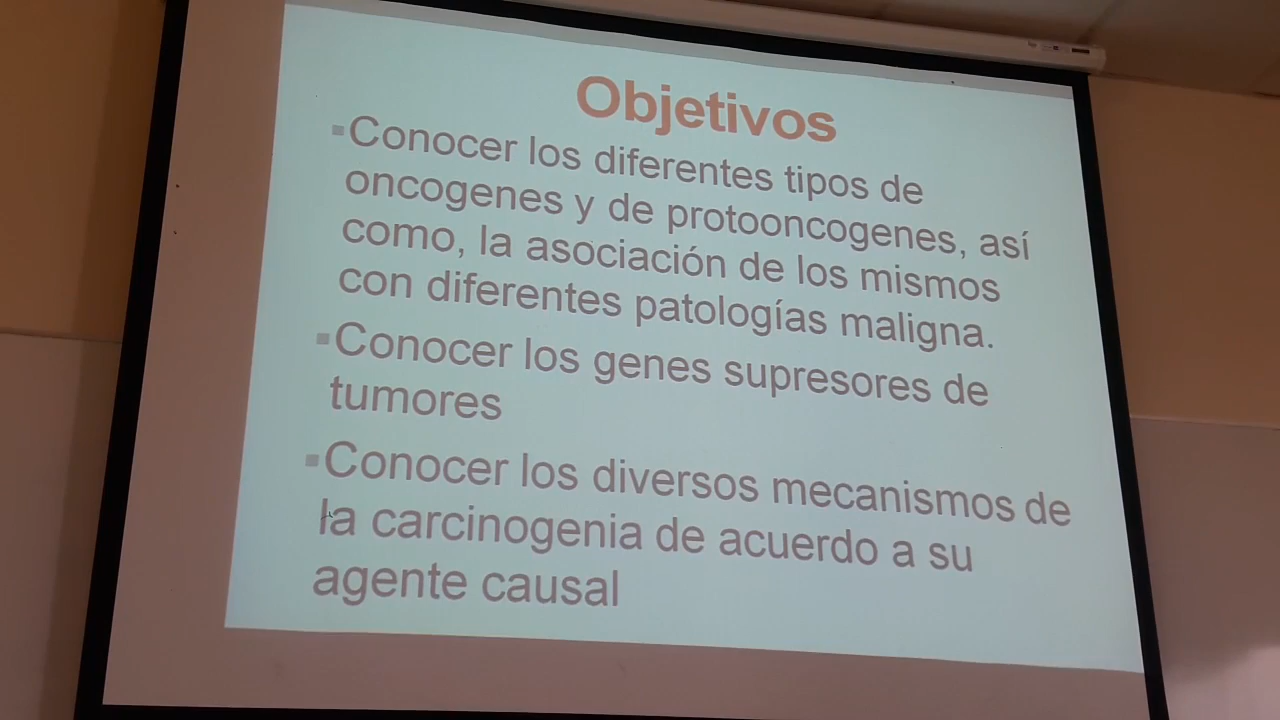 Objetivos
▪Conocer los diferentes tipos de
oncogenes y de protooncogenes, así
como, la asociación de los mismos
con diferentes patologías maligna.
▪Conocer los genes supresores de
tumores
▪Conocer los diversos mecanismos de
la carcinogenia de acuerdo a su
agente causal